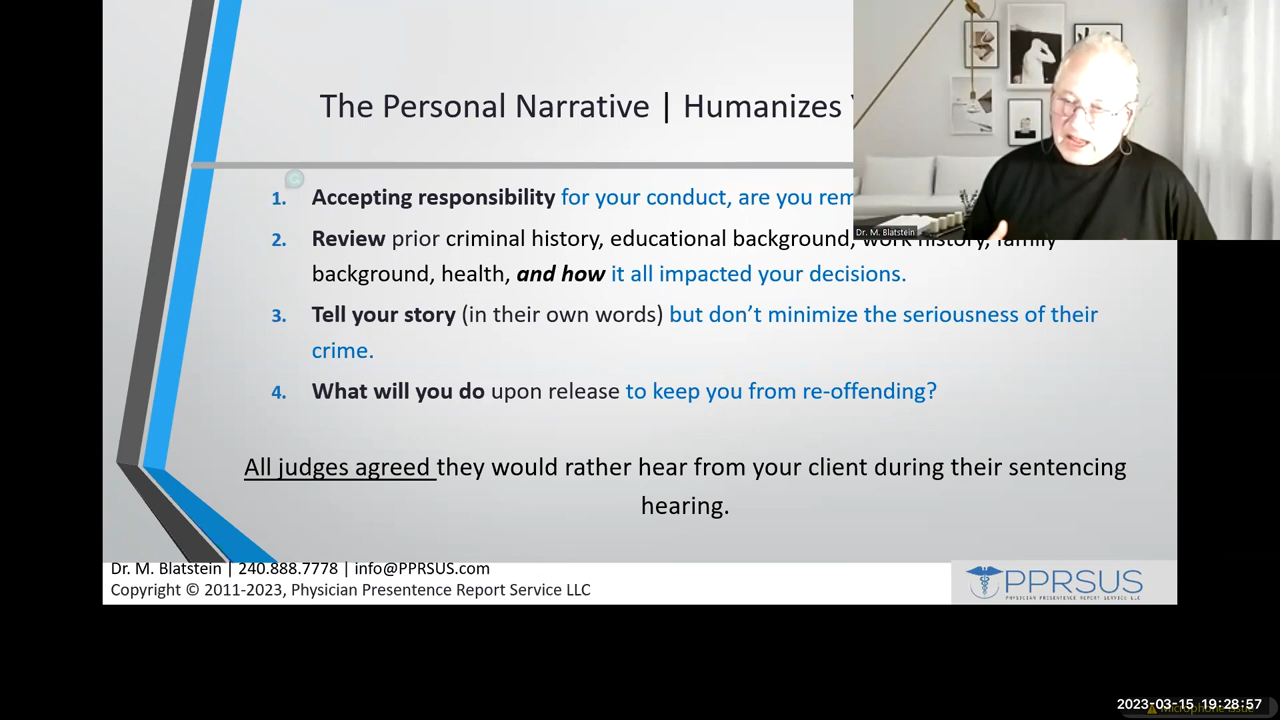 The Personal Narrative | Humanizes
1. Accepting responsibility for your conduct, are you
2. Review prior criminal history, educational background, work history, family
background, health, and how it all impacted your decisions.
3. Tell your story (in their own words) but don’t minimize the seriousness of their
crime.
4. What will you do upon release to keep you from re-offending?
All judges agreed they would rather hear from your client during their sentencing
hearing.
Dr. M. Blatstein
Dr. M. Blatstein | 240.888.7778 | info@PPRSUS.com
Copyright © 2011-2023, Physician Presentence Report Service LLC
PPRSUS
PHYSICIAN PRESENTENCE REPORT SERVICE LLC
2023-03-15 19:28:57